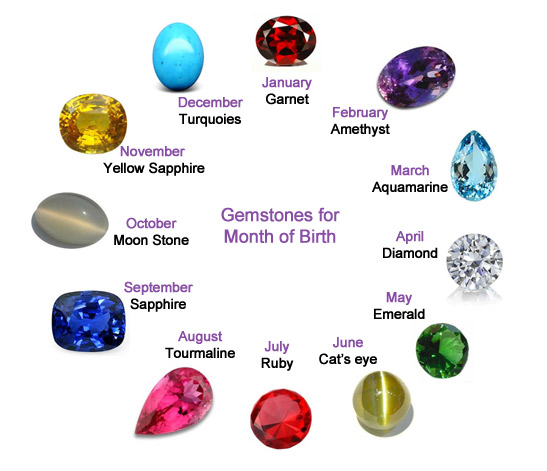 January
Garnet
February
Amethyst
March
Aquamarine
April
Diamond
May
Emerald
June
Cat's eye
July
Ruby
August
Tourmaline
September
Sapphire
October
Moon Stone
November
Yellow Sapphire
December
Turquoies
Gemstones for
Month of Birth